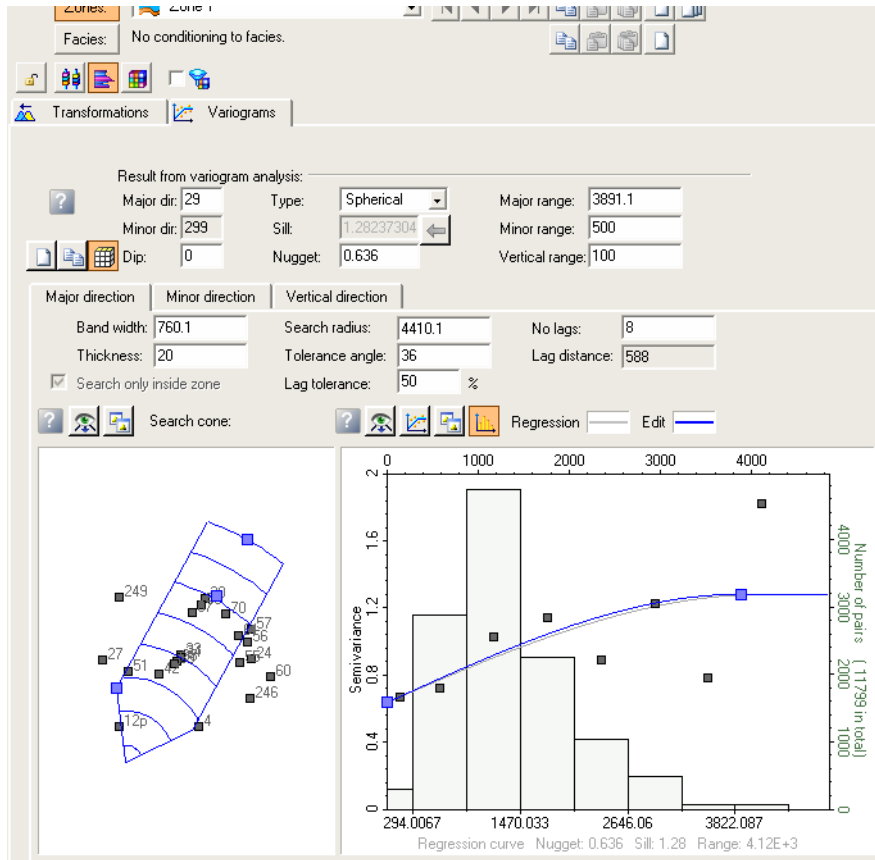 Zones: Zone 1
Facies: No conditioning to facies.
Transformations Variograms
Result from variogram analysis:
Major dir: 29 Type: Spherical Major range: 3891.1
Minor dir: 299 Sill: 1.28237304 Minor range: 500
Dip: 0 Nugget: 0.636 Vertical range: 100
Major direction Minor direction Vertical direction
Band width: 760.1 Search radius: 4410.1 No lags: 8
Thickness: 20 Tolerance angle: 36 Lag distance: 588
Search only inside zone Lag tolerance: 50 %
Search cone: Regression Edit
249
70
57
56
27
51
42
33
24
60
246
12p
4
0 1000 2000 3000 4000
2
1.6
1.2
0.8
0.4
0
Semivariance
4000
3000
2000
1000
0
Number of pairs (11799 in total)
294.0067 1470.033 2646.06 3822.087
Regression curve Nugget: 0.636 Sill: 1.28 Range: 4.12E+3